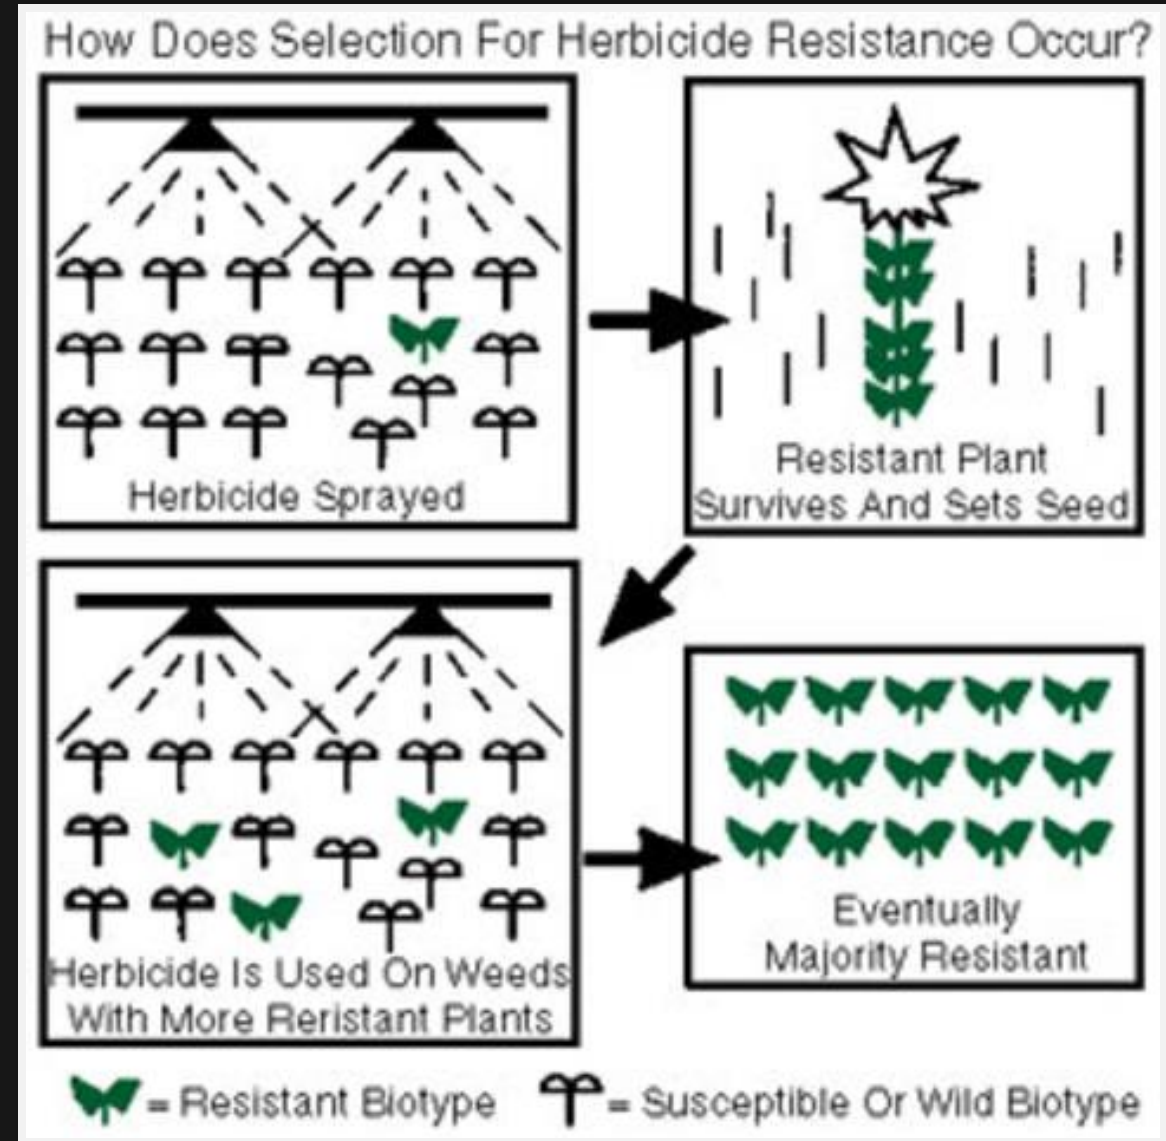 How Does Selection For Herbicide Resistance Occur?
Herbicide Sprayed
Resistant Plant
Survives And Sets Seed
Herbicide Is Used On Weeds
With More Reristant Plants
Eventually
Majority Resistant
= Resistant Biotype = Susceptible Or Wild Biotype